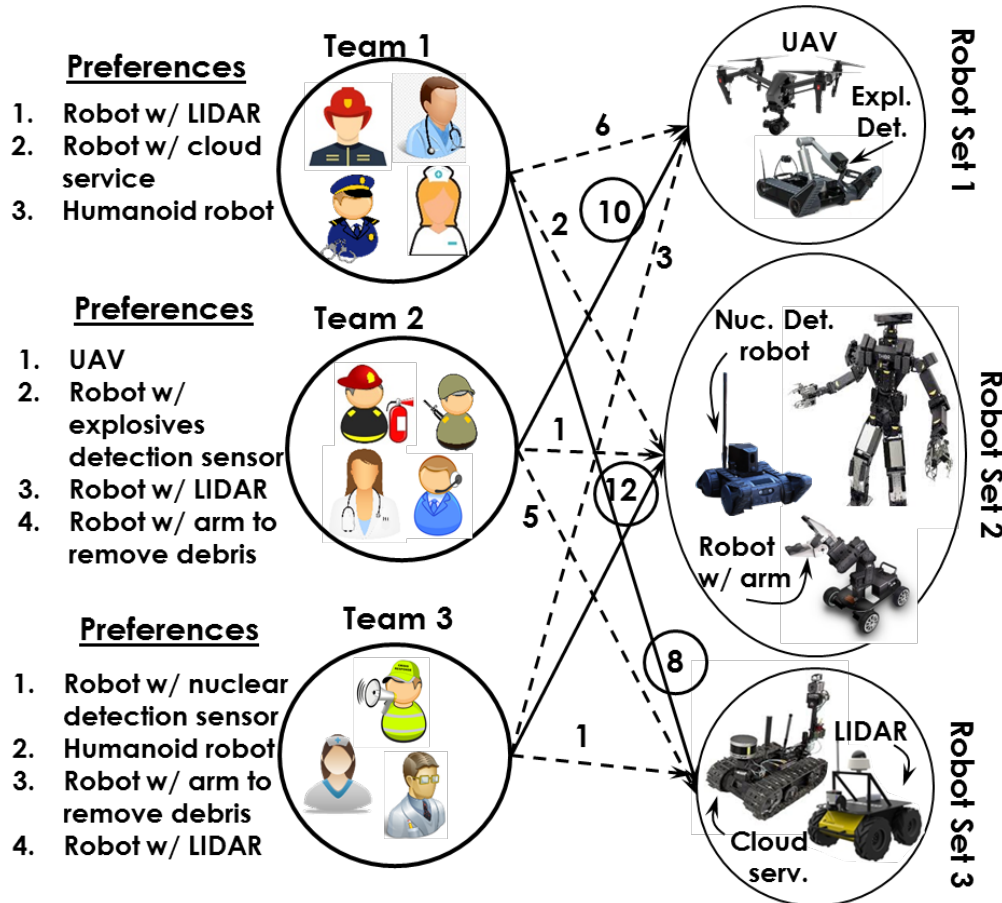 Team 1
Preferences
1. Robot w/ LIDAR
2. Robot w/ cloud
service
3. Humanoid robot
Team 2
Preferences
1. UAV
2. Robot w/
explosives
detection sensor
3. Robot w/ LIDAR
4. Robot w/ arm to
remove debris
Team 3
Preferences
1. Robot w/ nuclear
detection sensor
2. Humanoid robot
3. Robot w/ arm to
remove debris
4. Robot w/ LIDAR
6
2
10
3
1
12
5
8
1
UAV
Expl.
Det.
Robot Set 1
Nuc. Det.
robot
Robot
w/ arm
Robot Set 2
LIDAR
Cloud
serv.
Robot Set 3